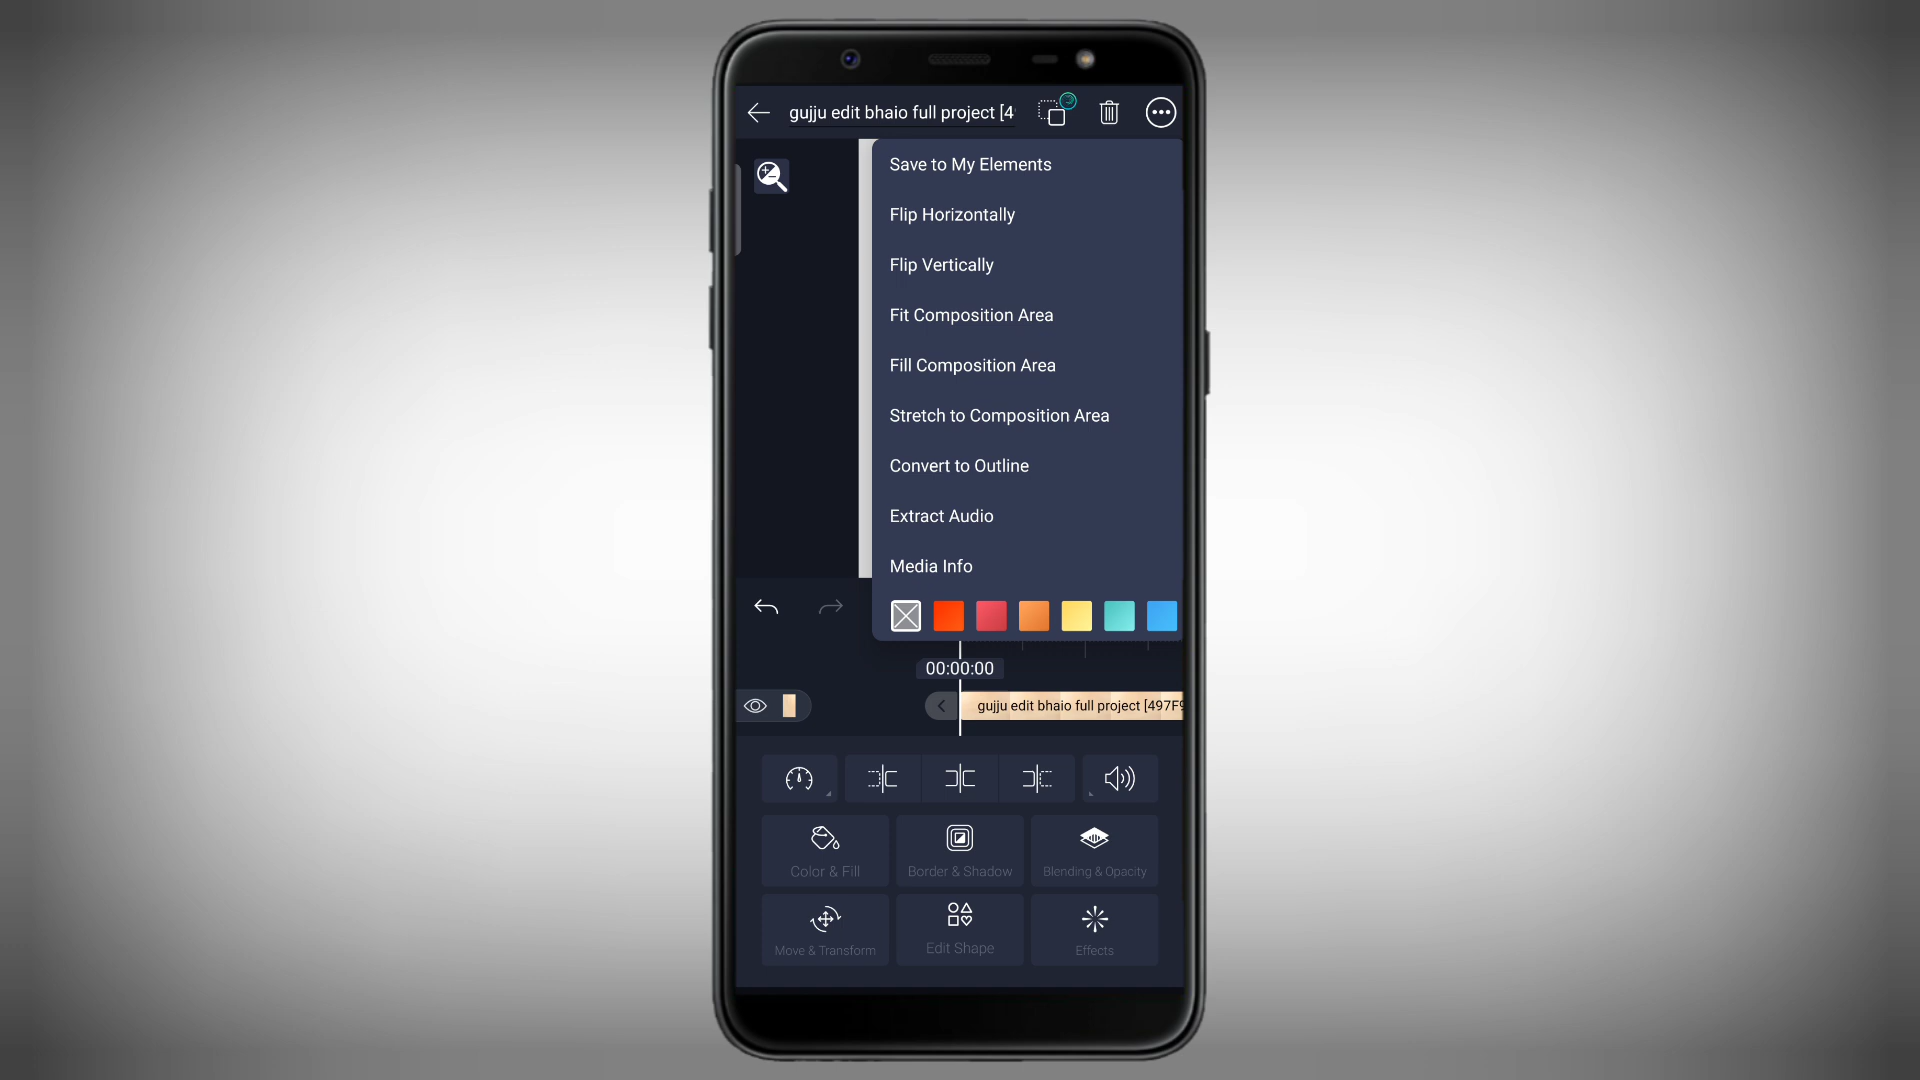 gujju edit bhaio full project [4
Save to My Elements
Flip Horizontally
Flip Vertically
Fit Composition Area
Fill Composition Area
Stretch to Composition Area
Convert to Outline
Extract Audio
Media Info
00:00:00
gujju edit bhaio full project [497F9
Color & Fill
Border & Shadow
Blending & Opacity
Move & Transform
Edit Shape
Effects